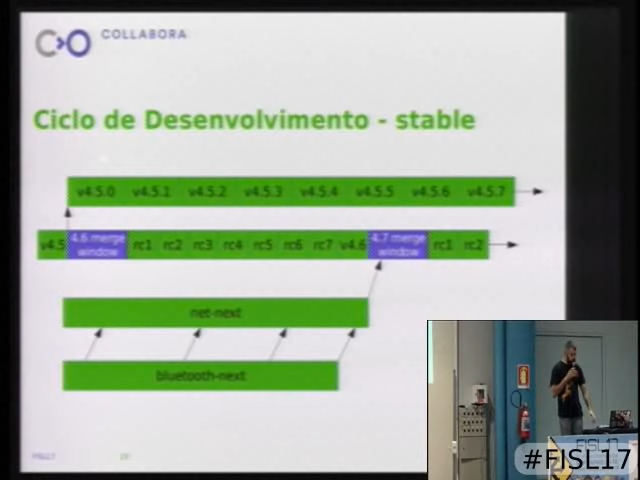 COLLABORA
Ciclo de Desenvolvimento - stable
v4.5.0 v4.5.1 v4.5.2 v4.5.3 v4.5.4 v4.5.5 v4.5.6 v4.5.7
v4.5 4.6 merge window rc1 rc2 rc3 rc4 rc5 rc6 rc7 v4.6 4.7 merge window rc1 rc2
net-next
bluetooth-next
FISL17
FISL17
#FISL17